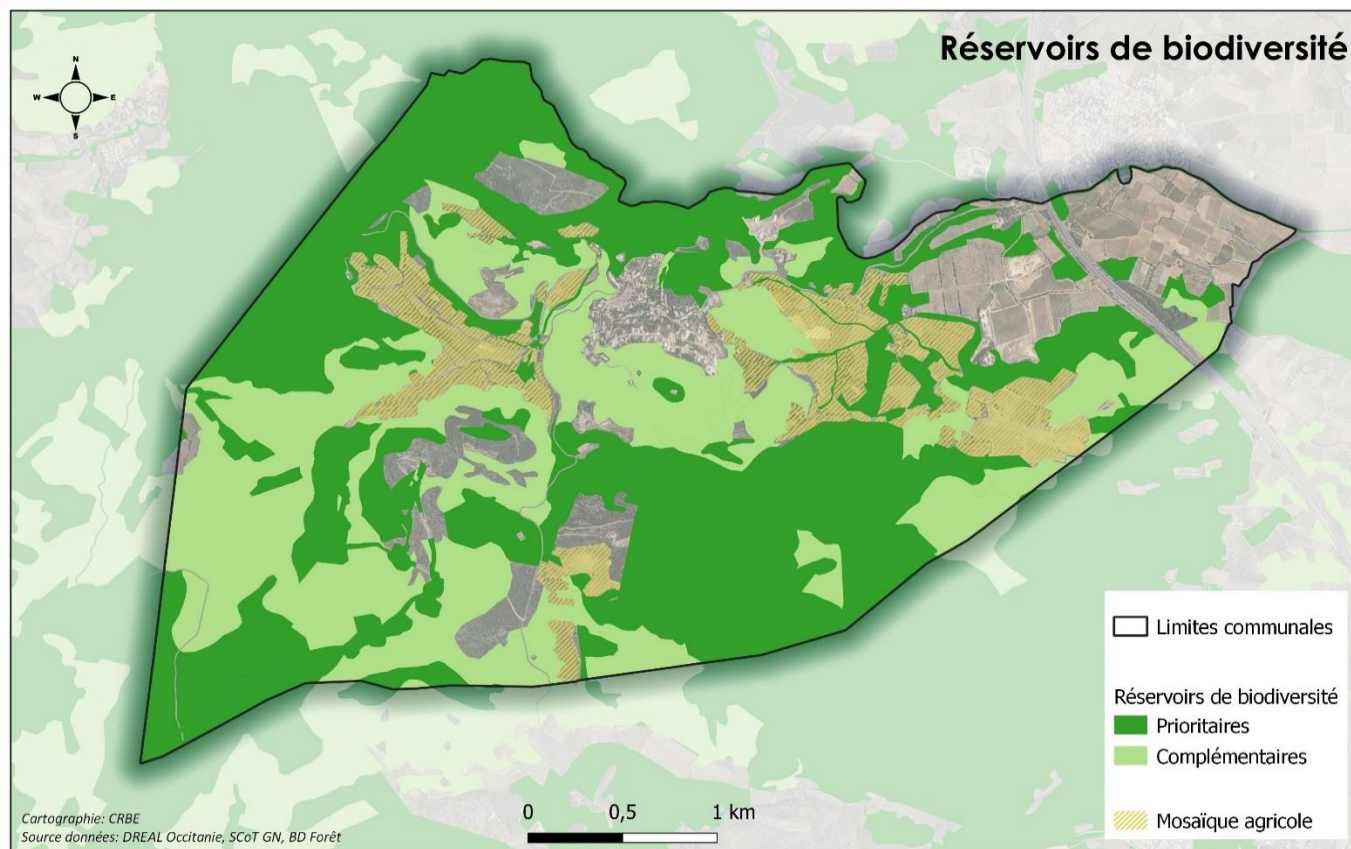 Réservoirs de biodiversité
N
W E
S
Limites communales
Réservoirs de biodiversité
Prioritaires
Complémentaires
Mosaïque agricole
0 0,5 1 km
Cartographie: CRBE
Source données: DREAL Occitanie, SCoT GN, BD Forêt